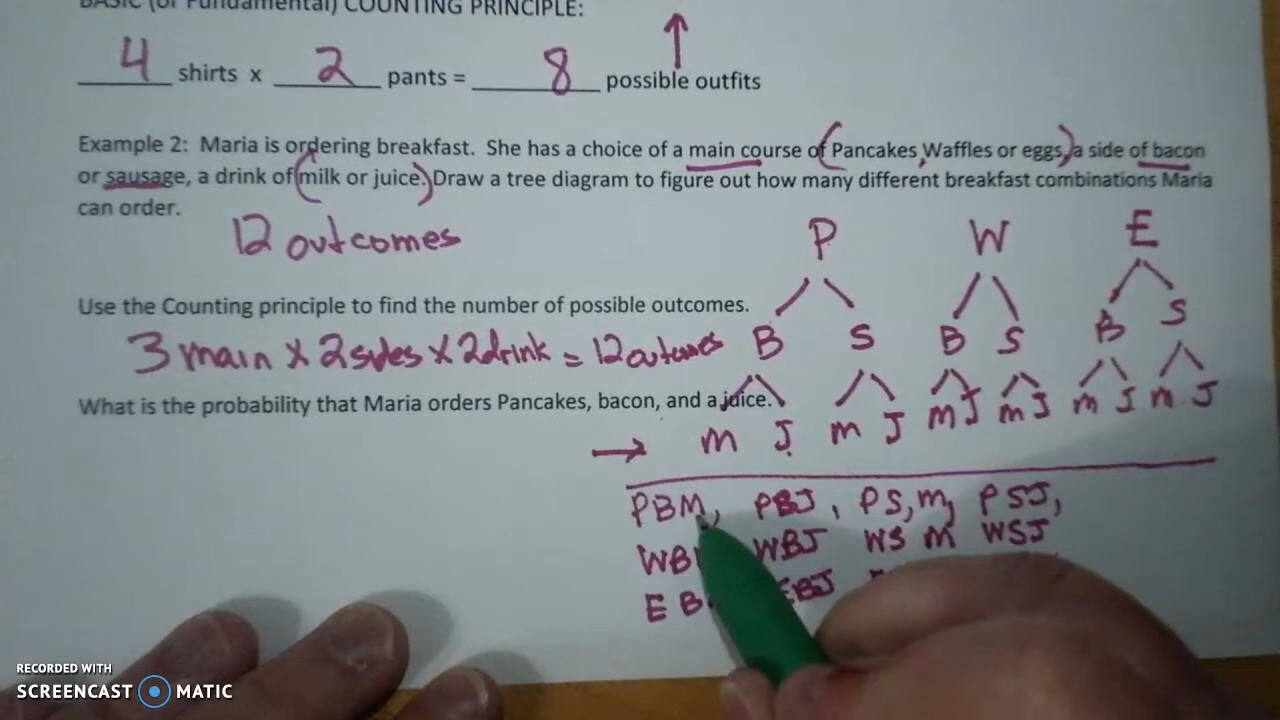 BASIC (or Fundamental) COUNTING PRINCIPLE:
4 shirts x 2 pants = 8 possible outfits
Example 2: Maria is ordering breakfast. She has a choice of a main course of (Pancakes, Waffles or eggs,) a side of bacon
or sausage, a drink of (milk or juice.) Draw a tree diagram to figure out how many different breakfast combinations Maria
can order.
12 outcomes
P W E
Use the Counting principle to find the number of possible outcomes.
3 main x 2 sides x 2 drink = 12 outcomes
B S B S B S
What is the probability that Maria orders Pancakes, bacon, and a juice.
m J m J m J m J m J m J
PBM, PBJ, PS,M, PSJ,
WB WBJ WS M WSJ
E B EBJ
RECORDED WITH
SCREENCAST MATIC